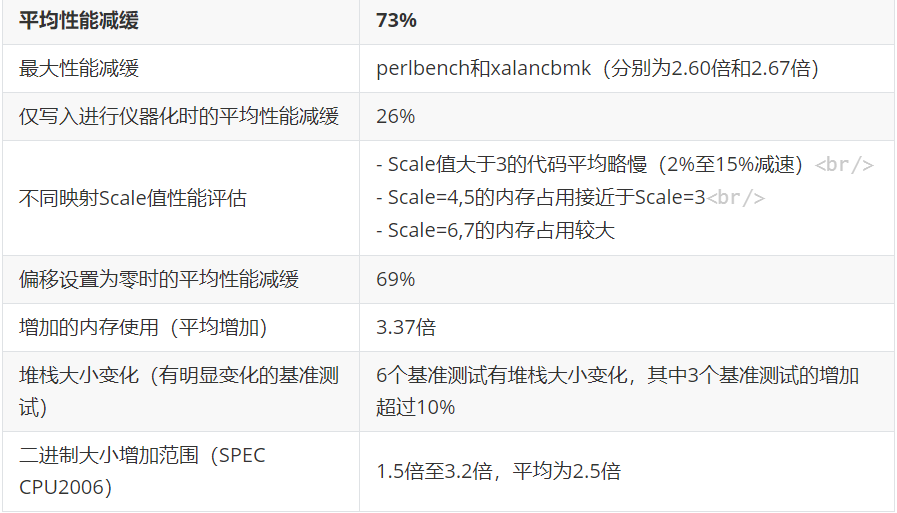 平均性能减缓
73%
最大性能减缓
perlbench和xalancbmk（分别为2.60倍和2.67倍）
仅写入进行仪器化时的平均性能减缓
26%
不同映射Scale值性能评估
- Scale值大于3的代码平均略慢（2%至15%减速）<br/>
- Scale=4,5的内存占用接近于Scale=3<br/>
- Scale=6,7的内存占用较大
偏移设置为零时的平均性能减缓
69%
增加的内存使用（平均增加）
3.37倍
堆栈大小变化（有明显变化的基准测
试）
6个基准测试有堆栈大小变化，其中3个基准测试的增加
超过10%
二进制大小增加范围（SPEC
CPU2006）
1.5倍至3.2倍，平均为2.5倍